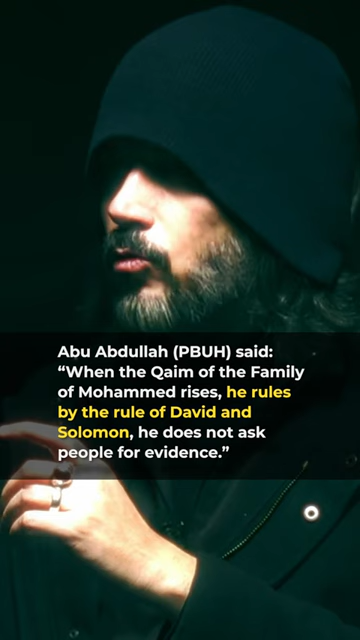 Abu Abdullah (PBUH) said:
“When the Qaim of the Family
of Mohammed rises, he rules
by the rule of David and
Solomon, he does not ask
people for evidence.”